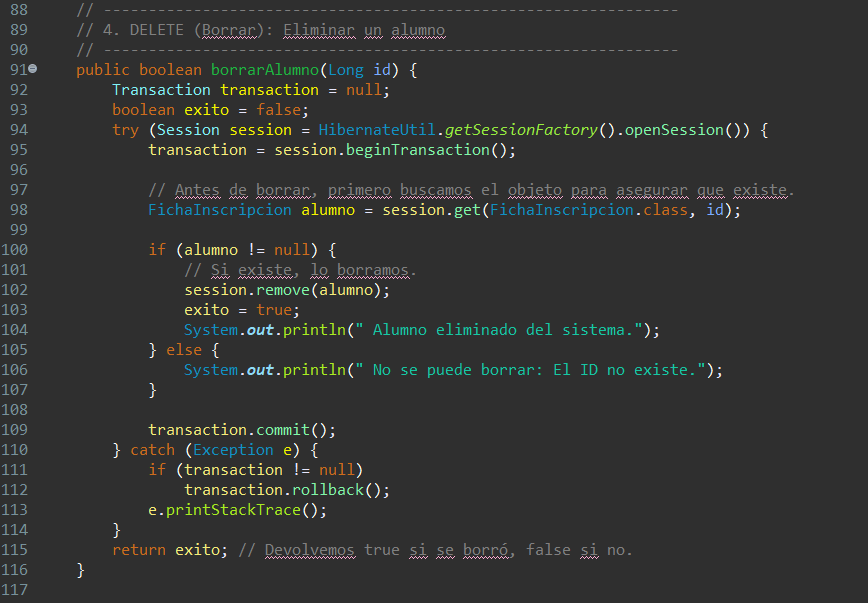 88 // ----------------------------------------------------------------
89 // 4. DELETE (Borrar): Eliminar un alumno
90 // ----------------------------------------------------------------
91 public boolean borrarAlumno(Long id) {
92 Transaction transaction = null;
93 boolean exito = false;
94 try (Session session = HibernateUtil.getSessionFactory().openSession()) {
95 transaction = session.beginTransaction();
96
97 // Antes de borrar, primero buscamos el objeto para asegurar que existe.
98 FichaInscripcion alumno = session.get(FichaInscripcion.class, id);
99
100 if (alumno != null) {
101 // Si existe, lo borramos.
102 session.remove(alumno);
103 exito = true;
104 System.out.println(" Alumno eliminado del sistema.");
105 } else {
106 System.out.println(" No se puede borrar: El ID no existe.");
107 }
108
109 transaction.commit();
110 } catch (Exception e) {
111 if (transaction != null)
112 transaction.rollback();
113 e.printStackTrace();
114 }
115 return exito; // Devolvemos true si se borró, false si no.
116 }
117